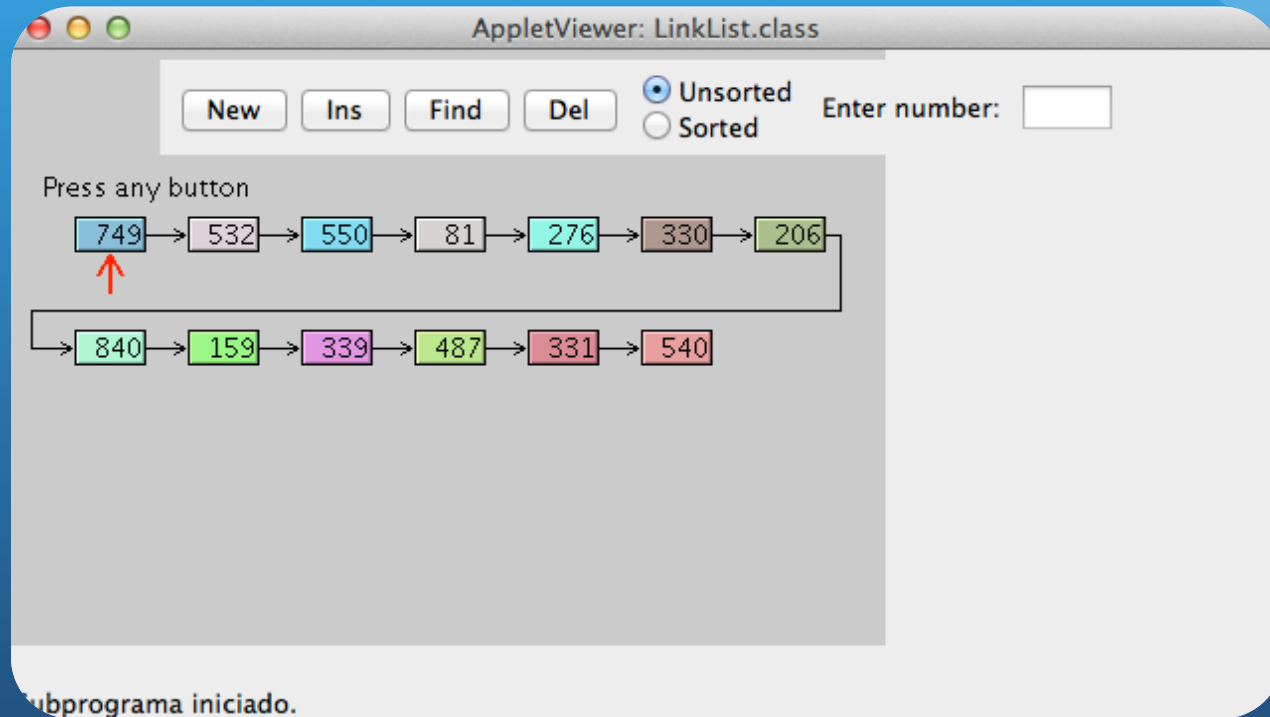 AppletViewer: LinkList.class
New Ins Find Del Unsorted Enter number:
Sorted
Press any button
749 532 550 81 276 330 206
840 159 339 487 331 540
ubprograma iniciado.